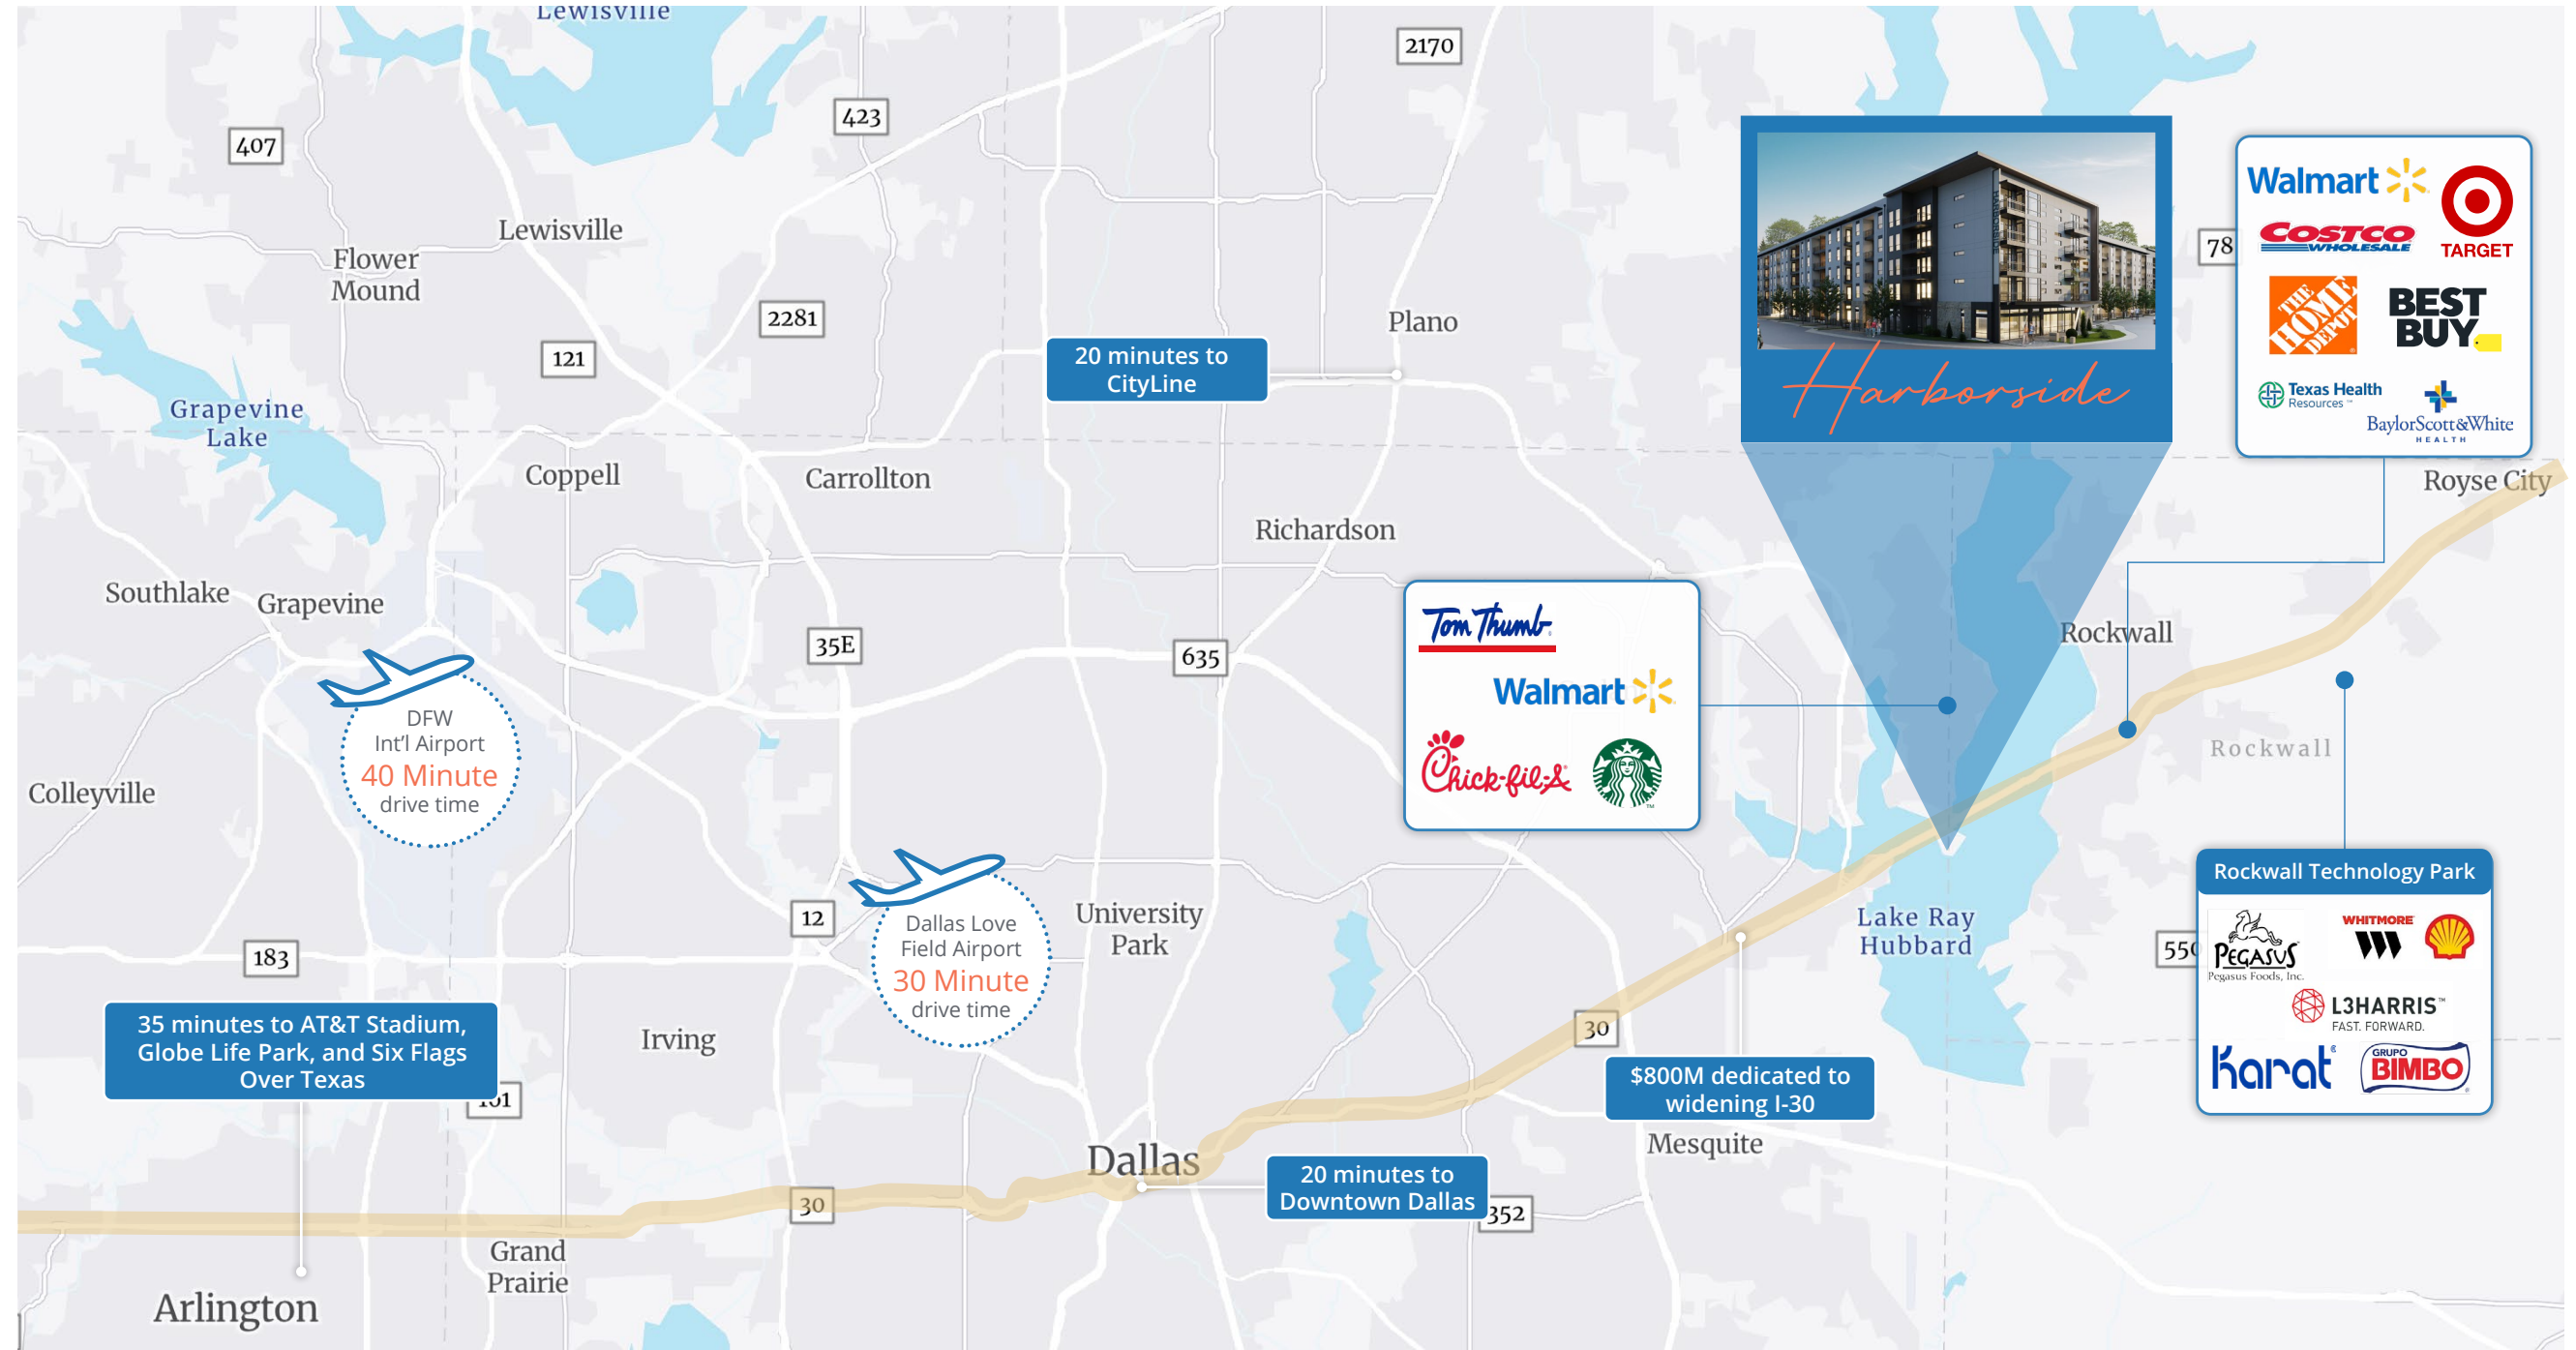 Lewisville
2170
423
407
Lewisville
Flower
Mound
2281
121
Plano
20 minutes to
CityLine
Harborside
78
Walmart
COSTCO
WHOLESALE
TARGET
THE
HOME
DEPOT
BEST
BUY
Texas Health
Resources
BaylorScott&White
HEALTH
Royse City
Grapevine
Lake
Coppell
Carrollton
Richardson
Southlake
Grapevine
35E
635
Tom Thumb
Walmart
Chick-fil-A
Rockwall
Rockwall
DFW
Int'l Airport
40 Minute
drive time
Colleyville
12
Dallas Love
Field Airport
30 Minute
drive time
University
Park
Lake Ray
Hubbard
Rockwall Technology Park
550
PEGASUS
Pegasus Foods, Inc.
WHITMORE
L3HARRIS™
FAST. FORWARD.
Karat
GRUPO
BIMBO
183
35 minutes to AT&T Stadium,
Globe Life Park, and Six Flags
Over Texas
161
Irving
30
$800M dedicated to
widening I-30
Mesquite
Dallas
20 minutes to
Downtown Dallas
352
30
Grand
Prairie
Arlington